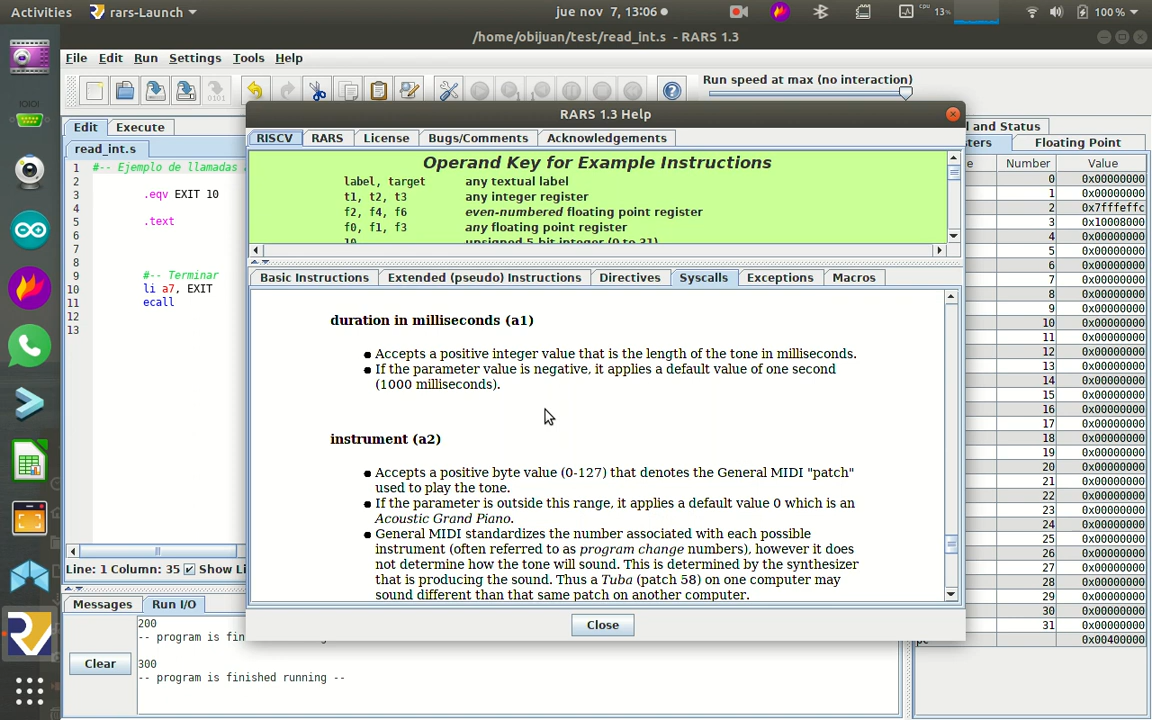 Activities
rars-Launch
jue nov 7, 13:06
cpu
13%
100 %
/home/obijuan/test/read_int.s - RARS 1.3
File Edit Run Settings Tools Help
Run speed at max (no interaction)
RARS 1.3 Help
Edit Execute
read_int.s
1 #-- Ejemplo de llamadas
2
3 .eqv EXIT 10
4
5 .text
6
7
8
9 #-- Terminar
10 li a7, EXIT
11 ecall
12
13
Line: 1 Column: 35 Show Li
RISCV RARS License Bugs/Comments Acknowledgements
Operand Key for Example Instructions
label, target any textual label
t1, t2, t3 any integer register
f2, f4, f6 even-numbered floating point register
f0, f1, f3 any floating point register
10 unsigned 5-bit integer (0 to 31)
Basic Instructions Extended (pseudo) Instructions Directives Syscalls Exceptions Macros
duration in milliseconds (a1)
● Accepts a positive integer value that is the length of the tone in milliseconds.
● If the parameter value is negative, it applies a default value of one second
(1000 milliseconds).
instrument (a2)
● Accepts a positive byte value (0-127) that denotes the General MIDI "patch"
used to play the tone.
● If the parameter is outside this range, it applies a default value 0 which is an
Acoustic Grand Piano.
● General MIDI standardizes the number associated with each possible
instrument (often referred to as program change numbers), however it does
not determine how the tone will sound. This is determined by the synthesizer
that is producing the sound. Thus a Tuba (patch 58) on one computer may
sound different than that same patch on another computer.
Close
l and Status
sters Floating Point
e Number Value
0 0x00000000
1 0x00000000
2 0x7fffeffc
3 0x10008000
4 0x00000000
5 0x00000000
6 0x00000000
7 0x00000000
8 0x00000000
9 0x00000000
10 0x00000000
11 0x00000000
12 0x00000000
13 0x00000000
14 0x00000000
15 0x00000000
16 0x00000000
17 0x00000000
18 0x00000000
19 0x00000000
20 0x00000000
21 0x00000000
22 0x00000000
23 0x00000000
24 0x00000000
25 0x00000000
26 0x00000000
27 0x00000000
28 0x00000000
29 0x00000000
30 0x00000000
31 0x00000000
pc 0x00400000
Messages Run I/O
Clear
200
-- program is fin
300
-- program is finished running --